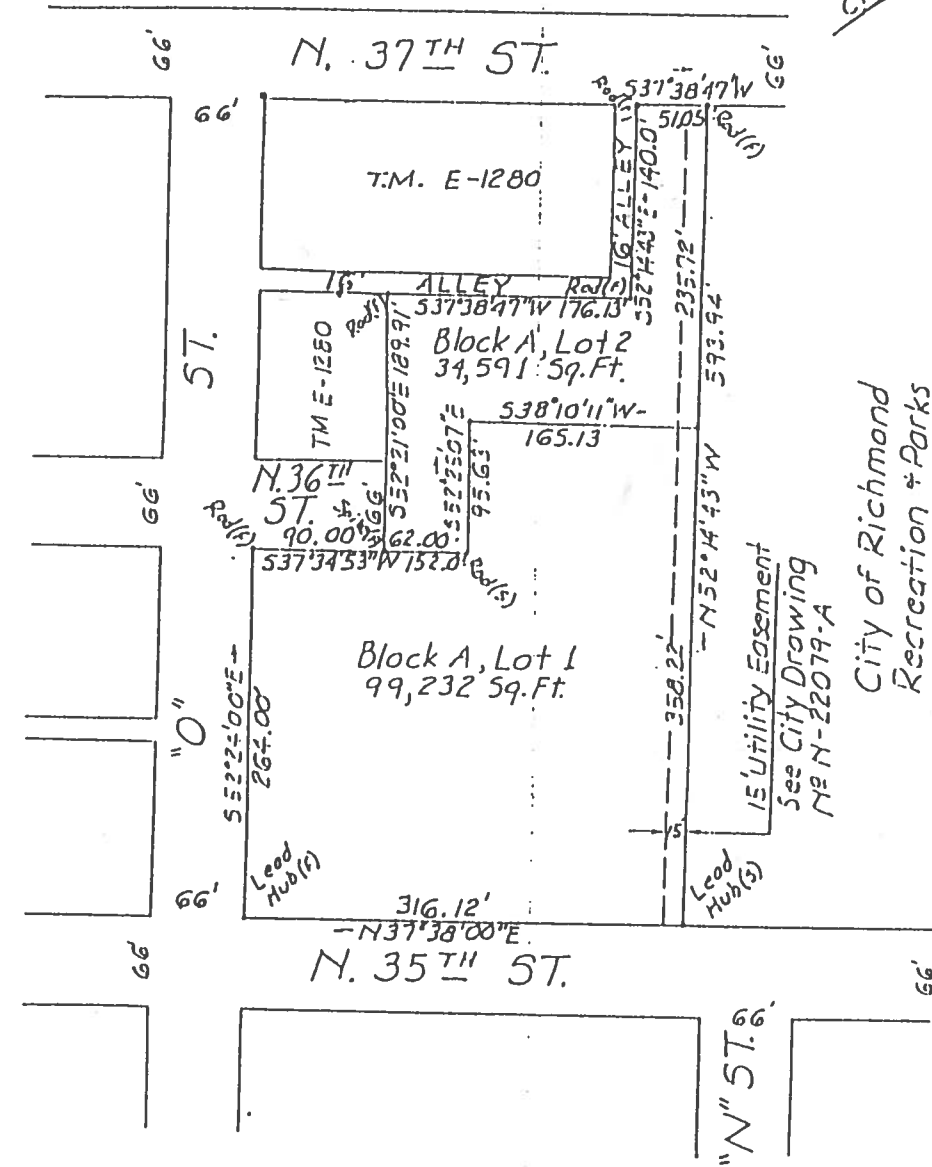 66'
N. 37TH ST.
66'
66'
S37°38'47"W
51.05
Rod(f)
T.M. E-1280
16' ALLEY
S52°14'43"E-140.0'
235.72'
593.94'
ALLEY
Rod(f)
S37°38'47"W 176.13'
Rod(f)
ST.
TM E-1280
S52°21'00"E 189.91'
Block A, Lot 2
34,591 Sq.Ft.
S38°10'11"W-
165.13
95.63'
N. 36TH
ST.
66'
66'
Rod(f)
90.00'
62.00
S37°34'53"W 152.0'
Rod(s)
-N52°14'43"W
City of Richmond
Recreation & Parks
Block A, Lot 1
99,232 Sq.Ft.
358.22'
15' Utility Easement
See City Drawing
Nº N-22079-A
"O"
264.00'
15'
Lead
Hub(f)
Lead
Hub(s)
66'
316.12'
-N37°38'00"E
66'
N. 35TH ST.
66'
66'
"N" ST.